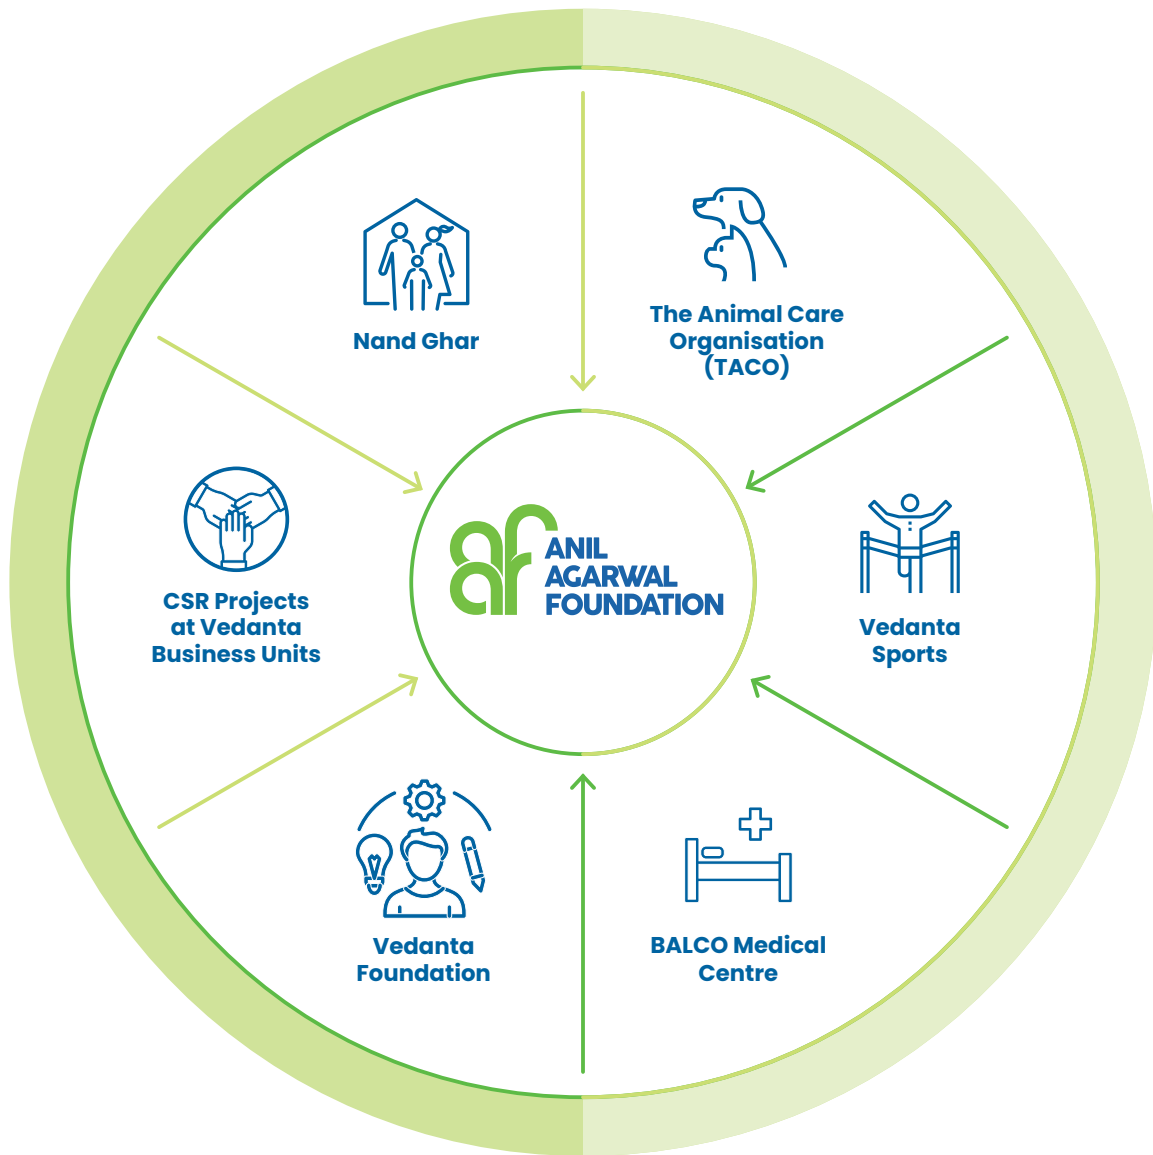 Nand Ghar
The Animal Care
Organisation
(TACO)
CSR Projects
at Vedanta
Business Units
ANIL
AGARWAL
FOUNDATION
Vedanta
Sports
Vedanta
Foundation
BALCO Medical
Centre